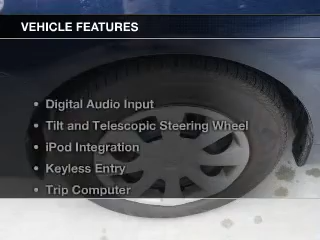 VEHICLE FEATURES
• Digital Audio Input
• Tilt and Telescopic Steering Wheel
• iPod Integration
• Keyless Entry
• Trip Computer